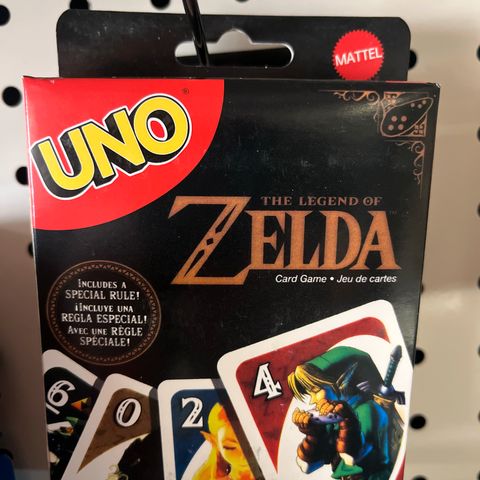 MATTEL
UNO®
THE LEGEND OF
ZELDA™
Card Game • Jeu de cartes
INCLUDES A
SPECIAL RULE!
¡INCLUYE UNA
REGLA ESPECIAL!
AVEC UNE RÈGLE
SPÉCIALE!
6
0
2
4